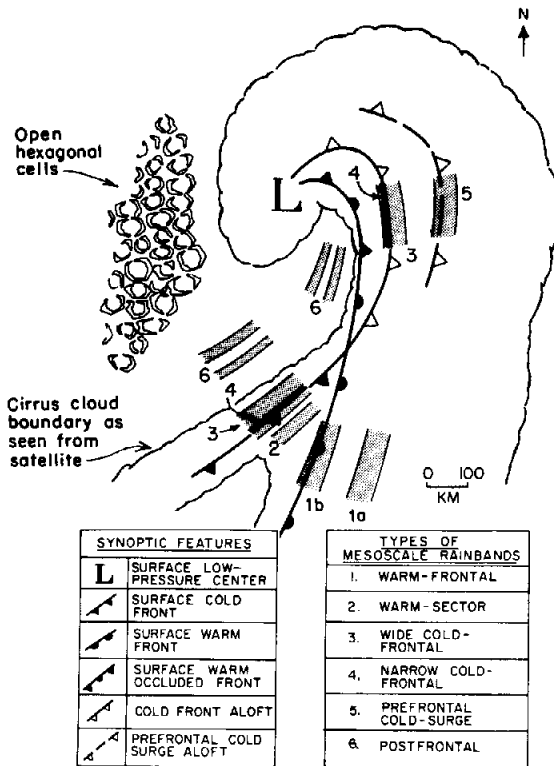 N
Open
hexagonal
cells
4
L
5
3
6
6
4
Cirrus cloud
boundary as
seen from
satellite
3
2
1b
1a
0 100
KM
SYNOPTIC FEATURES
L SURFACE LOW-
PRESSURE CENTER
SURFACE COLD
FRONT
SURFACE WARM
FRONT
SURFACE WARM
OCCLUDED FRONT
COLD FRONT ALOFT
PREFRONTAL COLD
SURGE ALOFT
TYPES OF
MESOSCALE RAINBANDS
1. WARM-FRONTAL
2. WARM-SECTOR
3. WIDE COLD-
FRONTAL
4. NARROW COLD-
FRONTAL
5. PREFRONTAL
COLD-SURGE
6. POSTFRONTAL